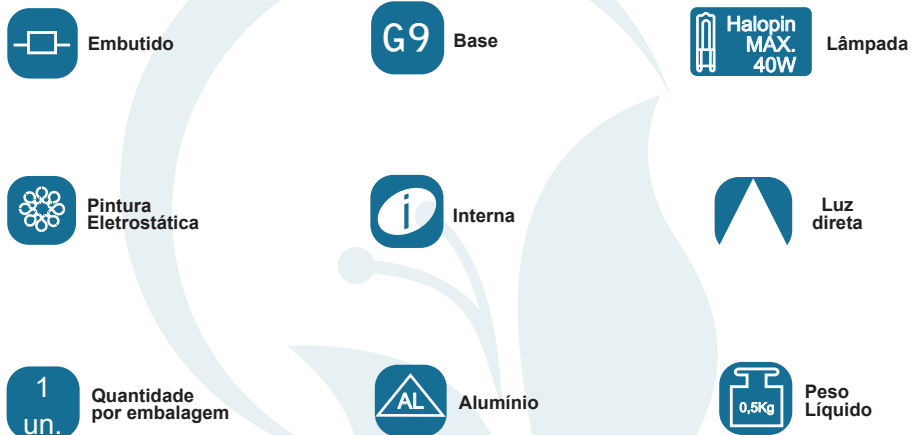 Embutido
G9
Base
Halopin
MÁX.
40W
Lâmpada
Pintura
Eletrostática
i
Interna
Luz
direta
1
un.
Quantidade
por embalagem
AL
Alumínio
0,5Kg
Peso
Líquido